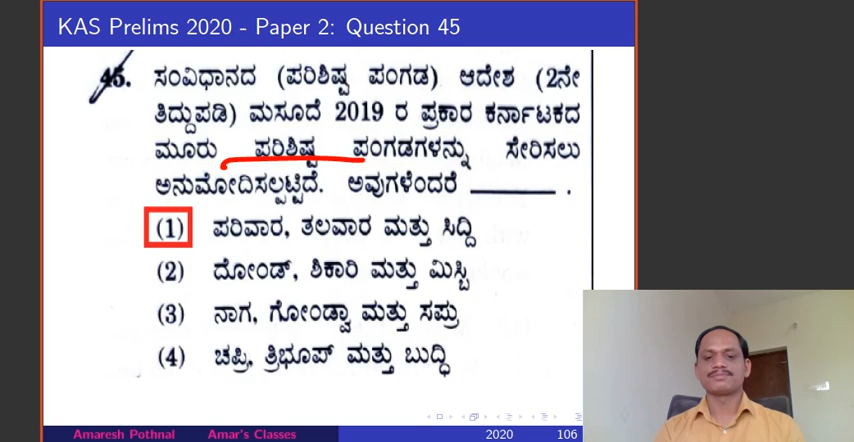 KAS Prelims 2020 - Paper 2: Question 45
45. ಸಂವಿಧಾನದ (ಪರಿಶಿಷ್ಟ ಪಂಗಡ) ಆದೇಶ (2ನೇ
ತಿದ್ದುಪಡಿ) ಮಸೂದೆ 2019 ರ ಪ್ರಕಾರ ಕರ್ನಾಟಕದ
ಮೂರು ಪರಿಶಿಷ್ಟ ಪಂಗಡಗಳನ್ನು ಸೇರಿಸಲು
ಅನುಮೋದಿಸಲ್ಪಟ್ಟಿದೆ. ಅವುಗಳೆಂದರೆ ________ .
(1) ಪರಿವಾರ, ತಲವಾರ ಮತ್ತು ಸಿದ್ದಿ
(2) ದೋಂಡ್, ಶಿಕಾರಿ ಮತ್ತು ಮಿಸ್ಚಿ
(3) ನಾಗ, ಗೋಂಡ್ವಾ ಮತ್ತು ಸಪ್ರು
(4) ಚಪ್ರಿ, ತ್ರಿಭೂಪ್ ಮತ್ತು ಬುದ್ಧಿ
Amaresh Pothnal Amar's Classes 2020 106